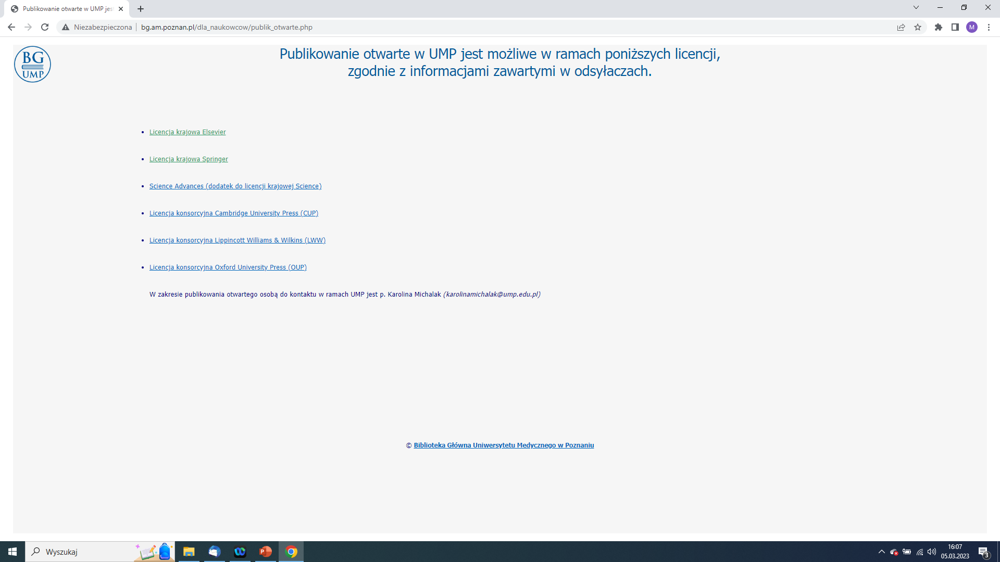 Publikowanie otwarte w UMP jes
Niezabezpieczona
bg.am.poznan.pl/dla_naukowcow/publik_otwarte.php
M
BG
UMP
Publikowanie otwarte w UMP jest możliwe w ramach poniższych licencji,
zgodnie z informacjami zawartymi w odsyłaczach.
Licencja krajowa Elsevier
Licencja krajowa Springer
Science Advances (dodatek do licencji krajowej Science)
Licencja konsorcyjna Cambridge University Press (CUP)
Licencja konsorcyjna Lippincott Williams & Wilkins (LWW)
Licencja konsorcyjna Oxford University Press (OUP)
W zakresie publikowania otwartego osobą do kontaktu w ramach UMP jest p. Karolina Michalak (karolinamichalak@ump.edu.pl)
© Biblioteka Główna Uniwersytetu Medycznego w Poznaniu
Wyszukaj
P
16:07
05.03.2023
3